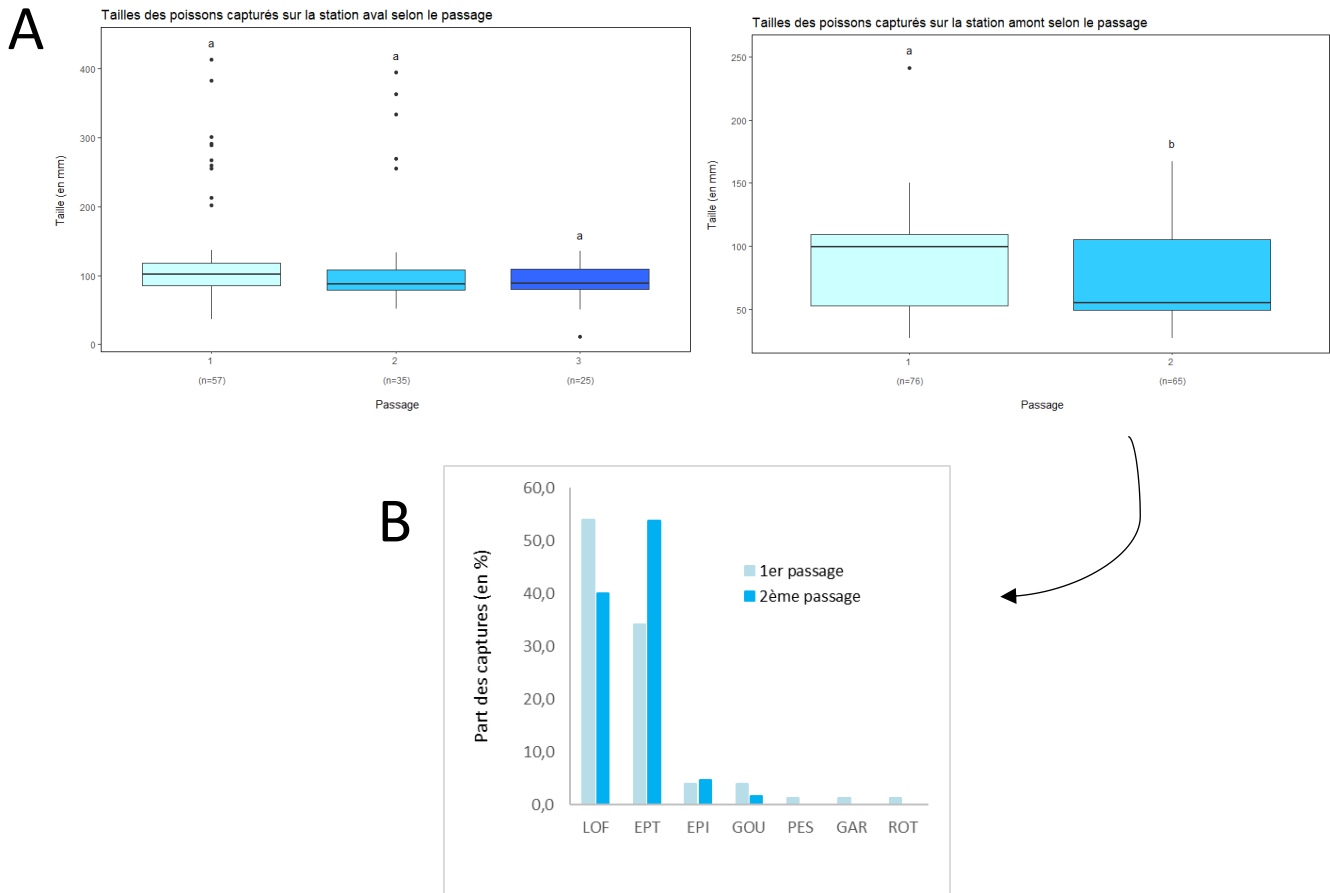 A
Tailles des poissons capturés sur la station aval selon le passage
a
a
a
400
300
200
100
0
Taille (en mm)
1
2
3
(n=57)
(n=35)
(n=25)
Passage
Tailles des poissons capturés sur la station amont selon le passage
a
b
250
200
150
100
50
Taille (en mm)
1
2
(n=76)
(n=65)
Passage
B
60,0
50,0
40,0
30,0
20,0
10,0
0,0
Part des captures (en %)
1er passage
2ème passage
LOF EPT EPI GOU PES GAR ROT